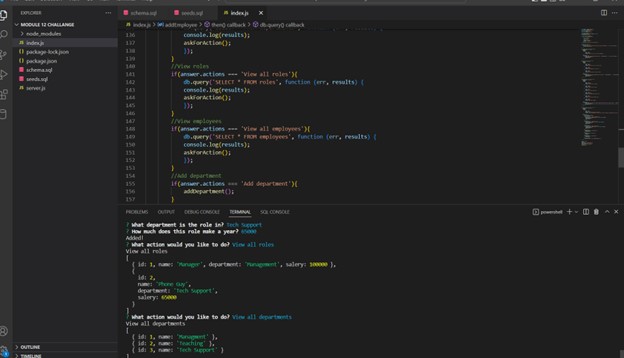 EXPLORER
MODULE 12 CHALLANGE
node_modules
index.js
package-lock.json
package.json
schema.sql
seeds.sql
server.js
OUTLINE
TIMELINE
schema.sql
seeds.sql
index.js
index.js > addEmployee > then() callback > db.query() callback
136 console.log(results);
137 askForAction();
138 });
139 }
140 //View roles
141 if(answer.actions === 'View all roles'){
142 db.query('SELECT * FROM roles', function (err, results) {
143 console.log(results);
144 askForAction();
145 });
146 }
147 //View employees
148 if(answer.actions === 'View all employees'){
149 db.query('SELECT * FROM employees', function (err, results) {
150 console.log(results);
151 askForAction();
152 });
153 }
154 //Add department
155 if(answer.actions === 'Add department'){
156 addDepartment();
157 }
PROBLEMS OUTPUT DEBUG CONSOLE TERMINAL SQL CONSOLE
powershell
? What department is the role in? Tech Support
? How much does this role make a year? 65000
Added!
? What action would you like to do? View all roles
View all roles
[
{ id: 1, name: 'Manager', department: 'Management', salery: 100000 },
{
id: 2,
name: 'Phone Guy',
department: 'Tech Support',
salery: 65000
}
]
? What action would you like to do? View all departments
View all departments
[
{ id: 1, name: 'Managment' },
{ id: 2, name: 'Teaching' },
{ id: 3, name: 'Tech Support' }
]